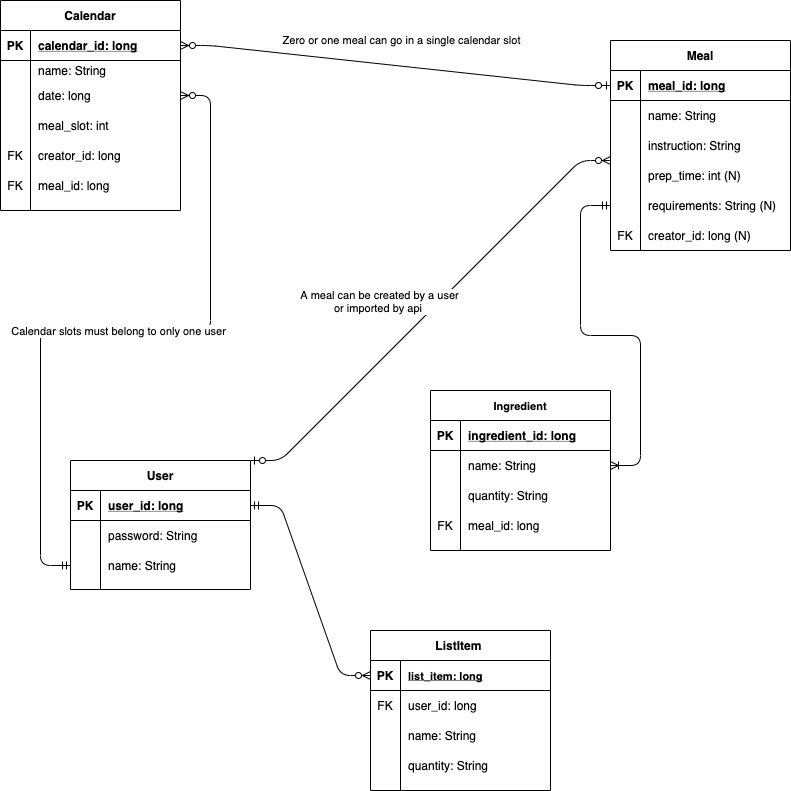 Calendar
PK calendar_id: long
name: String
date: long
meal_slot: int
FK creator_id: long
FK meal_id: long
Zero or one meal can go in a single calendar slot
Meal
PK meal_id: long
name: String
instruction: String
prep_time: int (N)
requirements: String (N)
FK creator_id: long (N)
A meal can be created by a user
or imported by api
Calendar slots must belong to only one user
Ingredient
PK ingredient_id: long
name: String
quantity: String
FK meal_id: long
User
PK user_id: long
password: String
name: String
ListItem
PK list_item: long
FK user_id: long
name: String
quantity: String